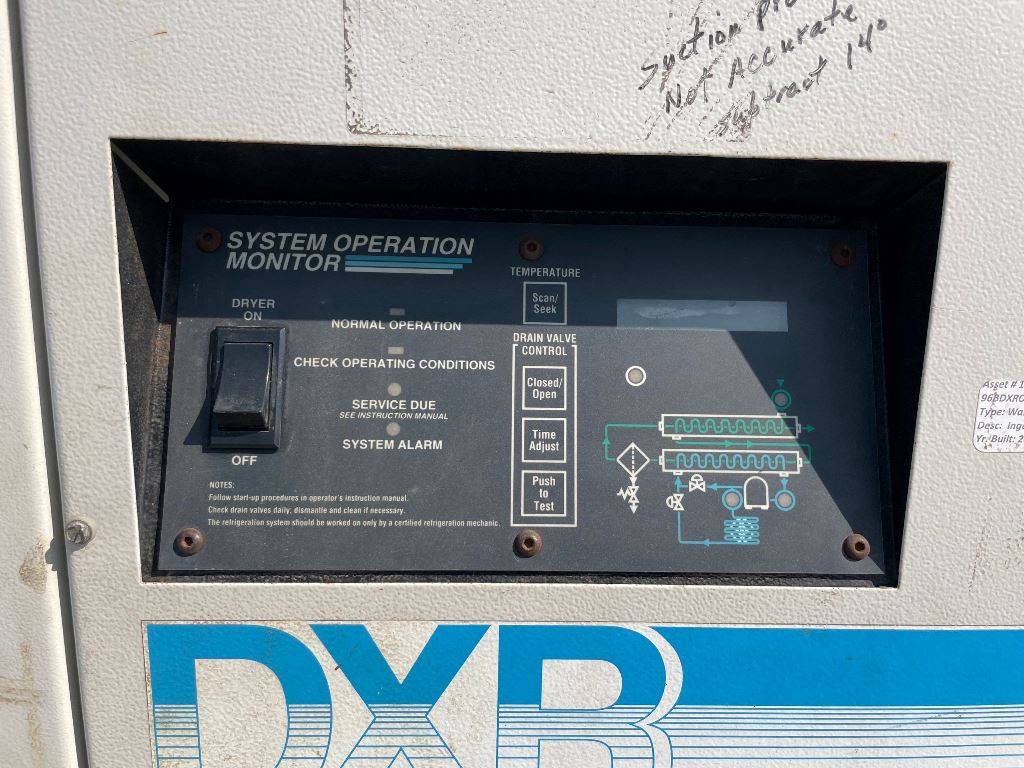 Suction
Not Accurate
Subtract 14°
SYSTEM OPERATION
MONITOR
TEMPERATURE
Scan/
Seek
DRYER
ON
OFF
NORMAL OPERATION
CHECK OPERATING CONDITIONS
SERVICE DUE
SEE INSTRUCTION MANUAL
SYSTEM ALARM
DRAIN VALVE
CONTROL
Closed/
Open
Time
Adjust
Push
to
Test
NOTES:
Follow start-up procedures in operator's instruction manual.
Check drain valves daily; dismantle and clean if necessary.
The refrigeration system should be worked on only by a certified refrigeration mechanic.
Asset # 1
968DXR
Type: Wa
Desc: Inge
Yr. Built: 2
DXR